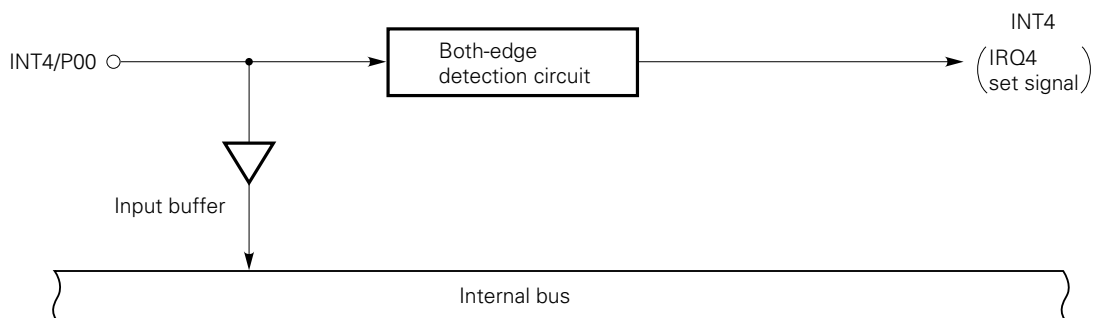 INT4
INT4/P00
Both-edge
detection circuit
(IRQ4
set signal)
Input buffer
Internal bus